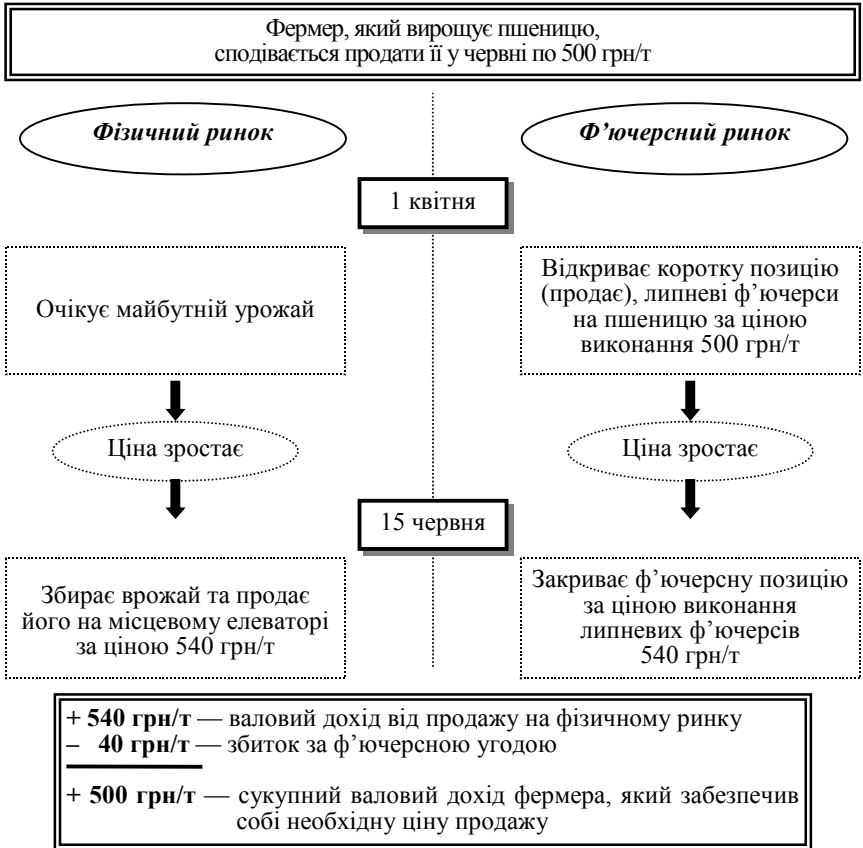 Фермер, який вирощує пшеницю,
сподівається продати її у червні по 500 грн/т
Фізичний ринок
Ф’ючерсний ринок
1 квітня
Очікує майбутній урожай
Відкриває коротку позицію
(продає), липневі ф’ючерси
на пшеницю за ціною
виконання 500 грн/т
Ціна зростає
Ціна зростає
15 червня
Збирає врожай та продає
його на місцевому елеваторі
за ціною 540 грн/т
Закриває ф’ючерсну позицію
за ціною виконання
липневих ф’ючерсів
540 грн/т
+ 540 грн/т — валовий дохід від продажу на фізичному ринку
– 40 грн/т — збиток за ф’ючерсною угодою
+ 500 грн/т — сукупний валовий дохід фермера, який забезпечив
собі необхідну ціну продажу